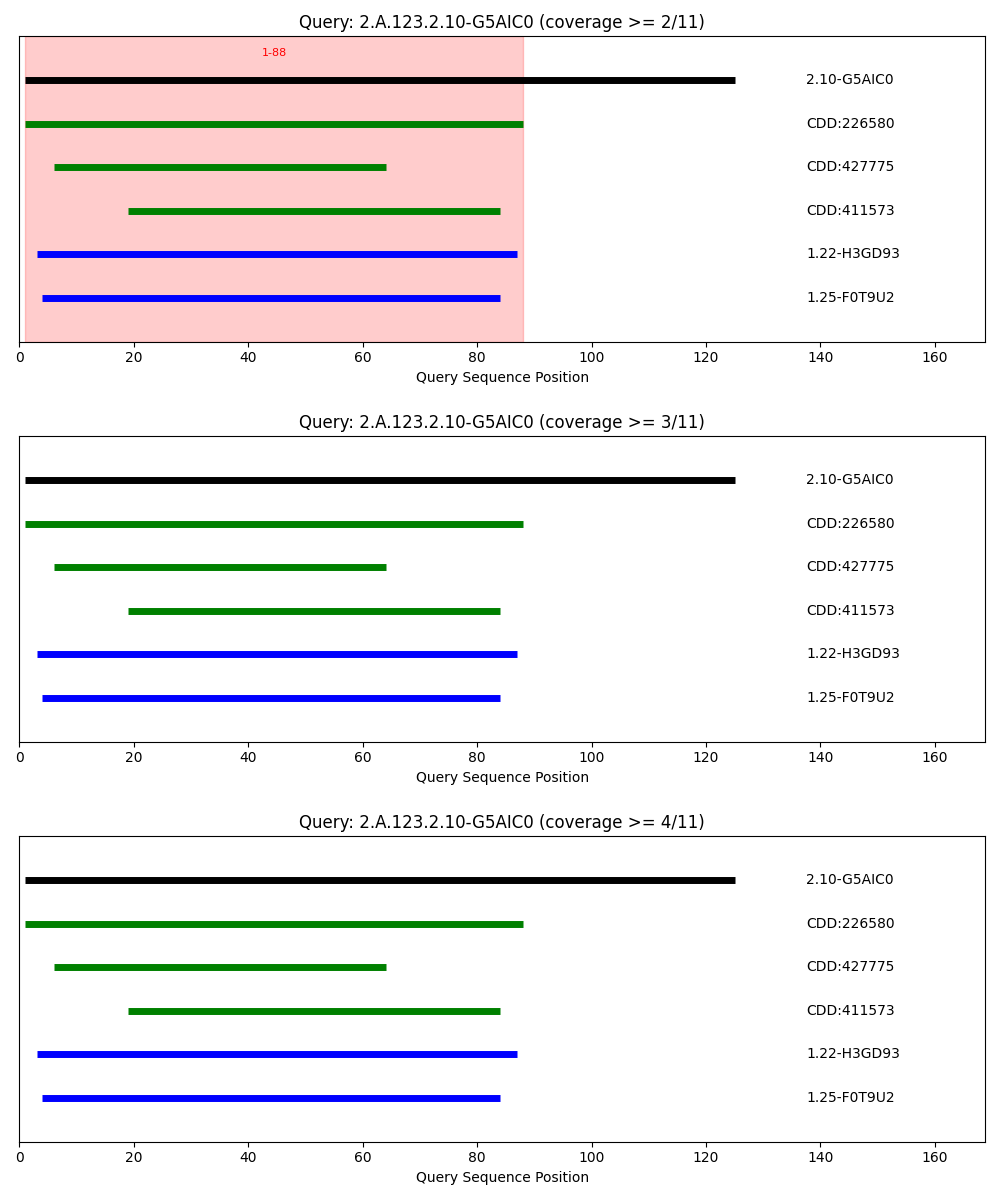 Query: 2.A.123.2.10-G5AIC0 (coverage >= 2/11)
1-88
2.10-G5AIC0
CDD:226580
CDD:427775
CDD:411573
1.22-H3GD93
1.25-F0T9U2
0 20 40 60 80 100 120 140 160
Query Sequence Position
Query: 2.A.123.2.10-G5AIC0 (coverage >= 3/11)
2.10-G5AIC0
CDD:226580
CDD:427775
CDD:411573
1.22-H3GD93
1.25-F0T9U2
0 20 40 60 80 100 120 140 160
Query Sequence Position
Query: 2.A.123.2.10-G5AIC0 (coverage >= 4/11)
2.10-G5AIC0
CDD:226580
CDD:427775
CDD:411573
1.22-H3GD93
1.25-F0T9U2
0 20 40 60 80 100 120 140 160
Query Sequence Position